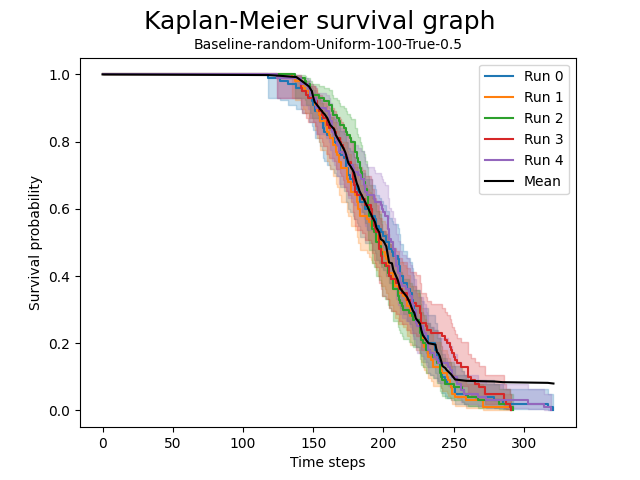 Kaplan-Meier survival graph
Baseline-random-Uniform-100-True-0.5
1.0
0.8
0.6
0.4
0.2
0.0
Survival probability
Run 0
Run 1
Run 2
Run 3
Run 4
Mean
0 50 100 150 200 250 300
Time steps